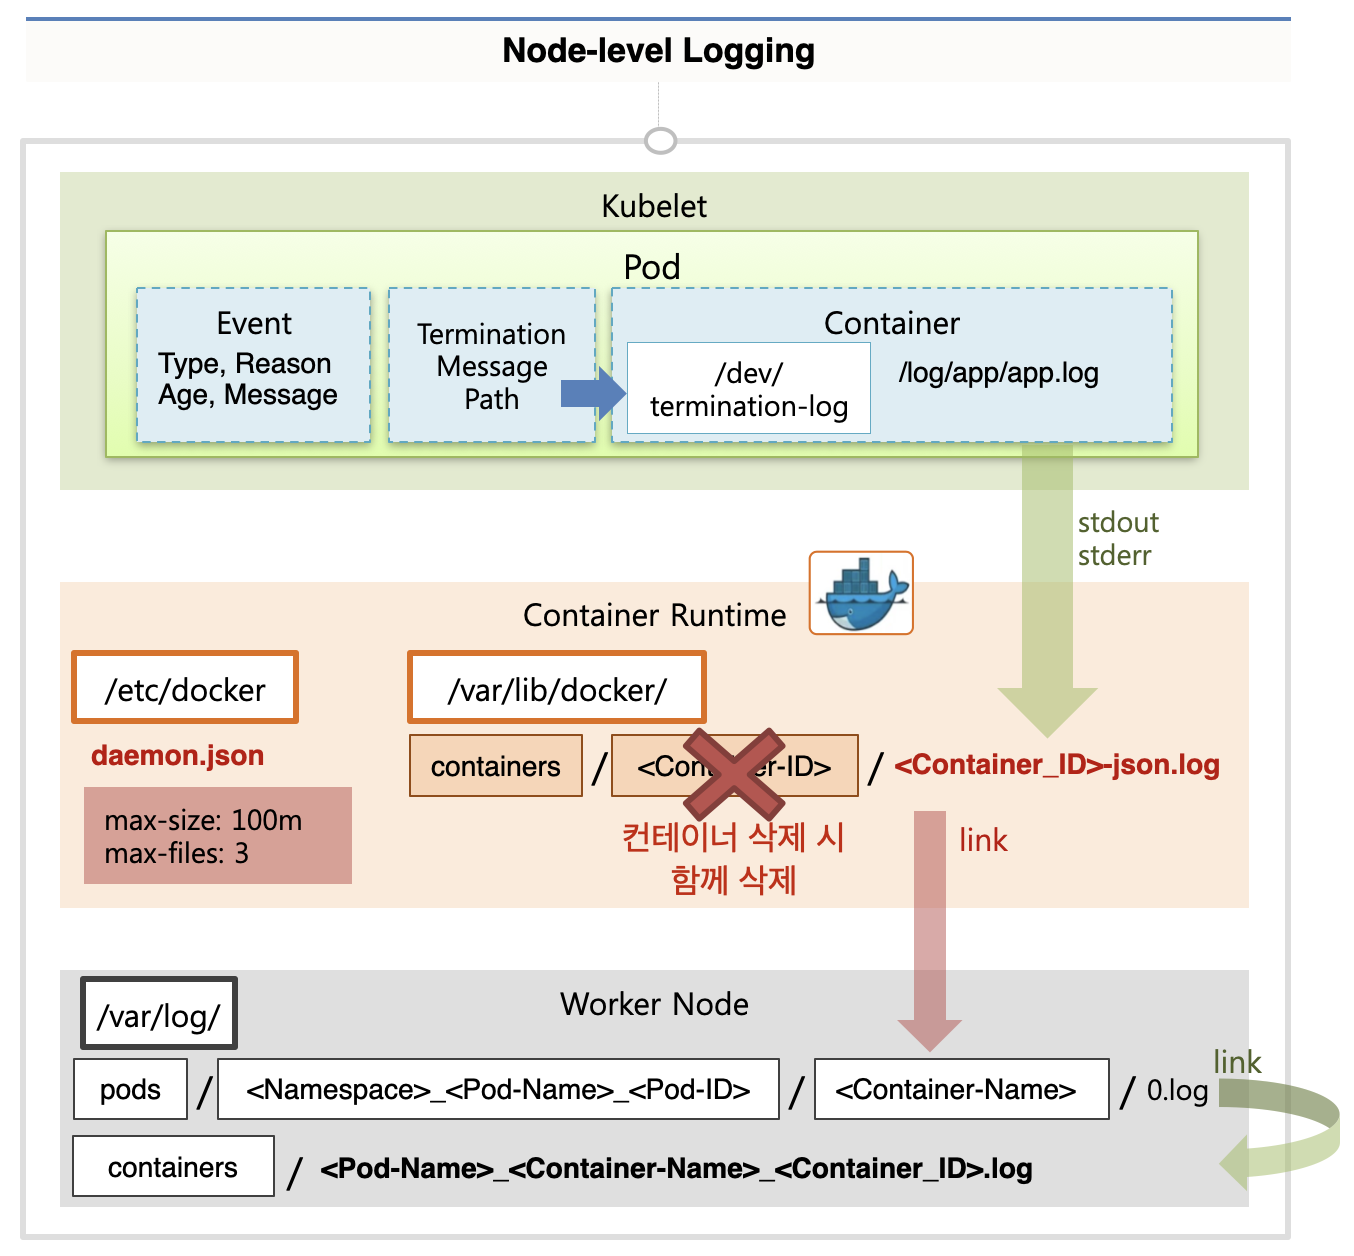 Node-level Logging
Kubelet
Pod
Event
Type, Reason
Age, Message
Termination
Message
Path
Container
/dev/
termination-log
/log/app/app.log
stdout
stderr
Container Runtime
/etc/docker
daemon.json
max-size: 100m
max-files: 3
/var/lib/docker/
containers / <Container-ID> / <Container_ID>-json.log
컨테이너 삭제 시
함께 삭제
link
Worker Node
/var/log/
link
pods / <Namespace>_<Pod-Name>_<Pod-ID> / <Container-Name> / 0.log
containers / <Pod-Name>_<Container-Name>_<Container_ID>.log